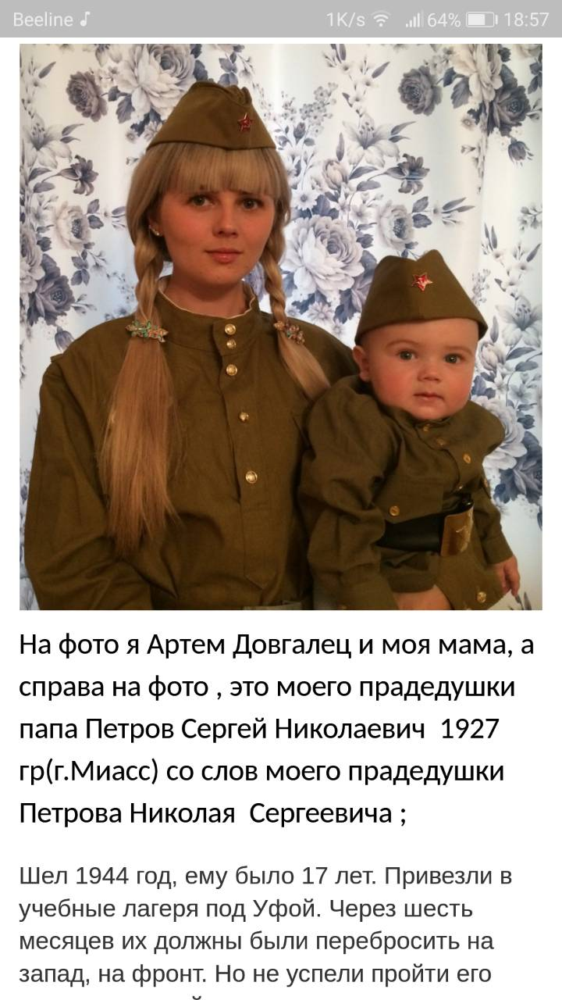 Beeline 1K/s 64% 18:57
На фото я Артем Довгалец и моя мама, а
справа на фото , это моего прадедушки
папа Петров Сергей Николаевич 1927
гр(г.Миасс) со слов моего прадедушки
Петрова Николая Сергеевича ;
Шел 1944 год, ему было 17 лет. Привезли в
учебные лагеря под Уфой. Через шесть
месяцев их должны были перебросить на
запад, на фронт. Но не успели пройти его